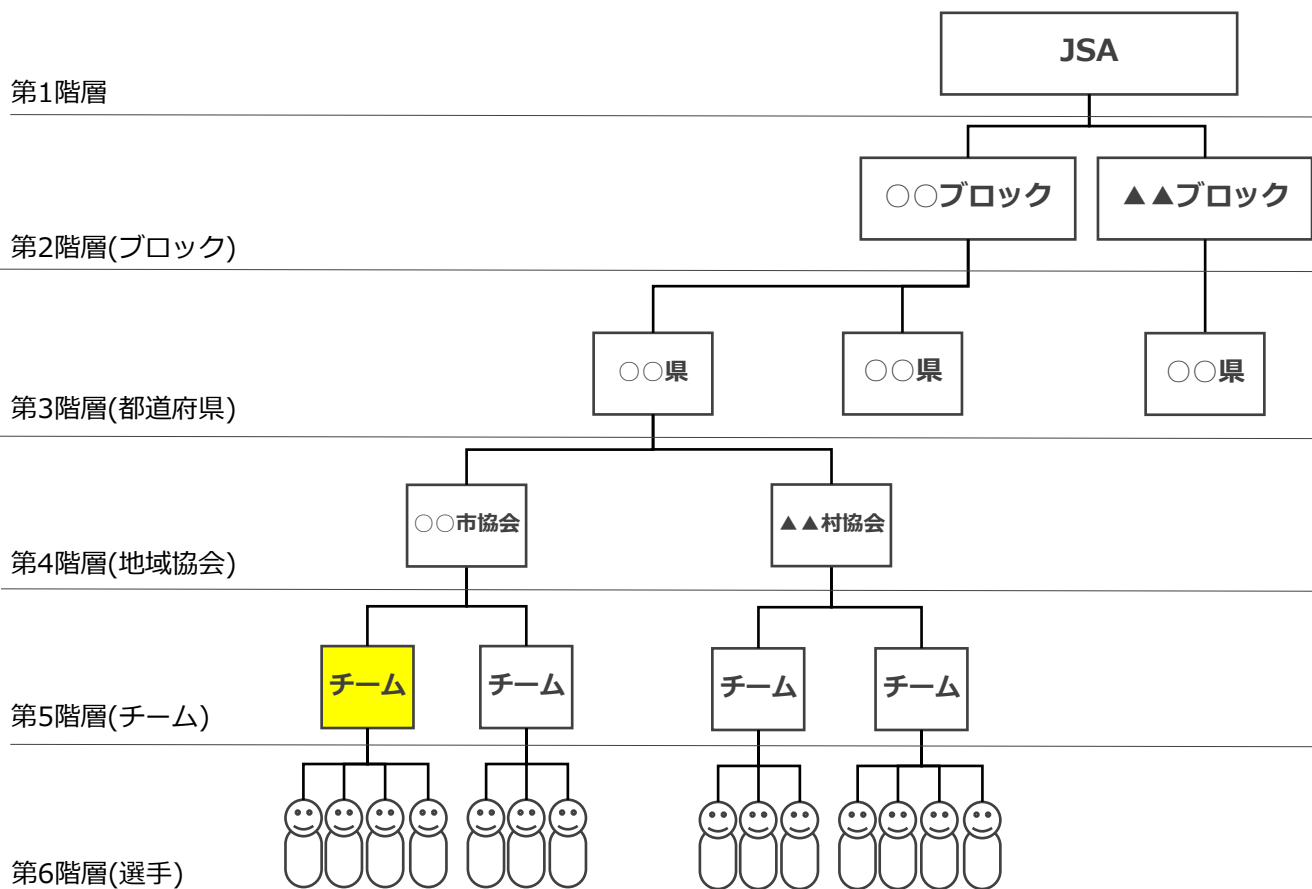 JSA
第1階層
○○ブロック
▲▲ブロック
第2階層(ブロック)
○○県
○○県
○○県
第3階層(都道府県)
○○市協会
▲▲村協会
第4階層(地域協会)
チーム
チーム
チーム
チーム
第5階層(チーム)
第6階層(選手)